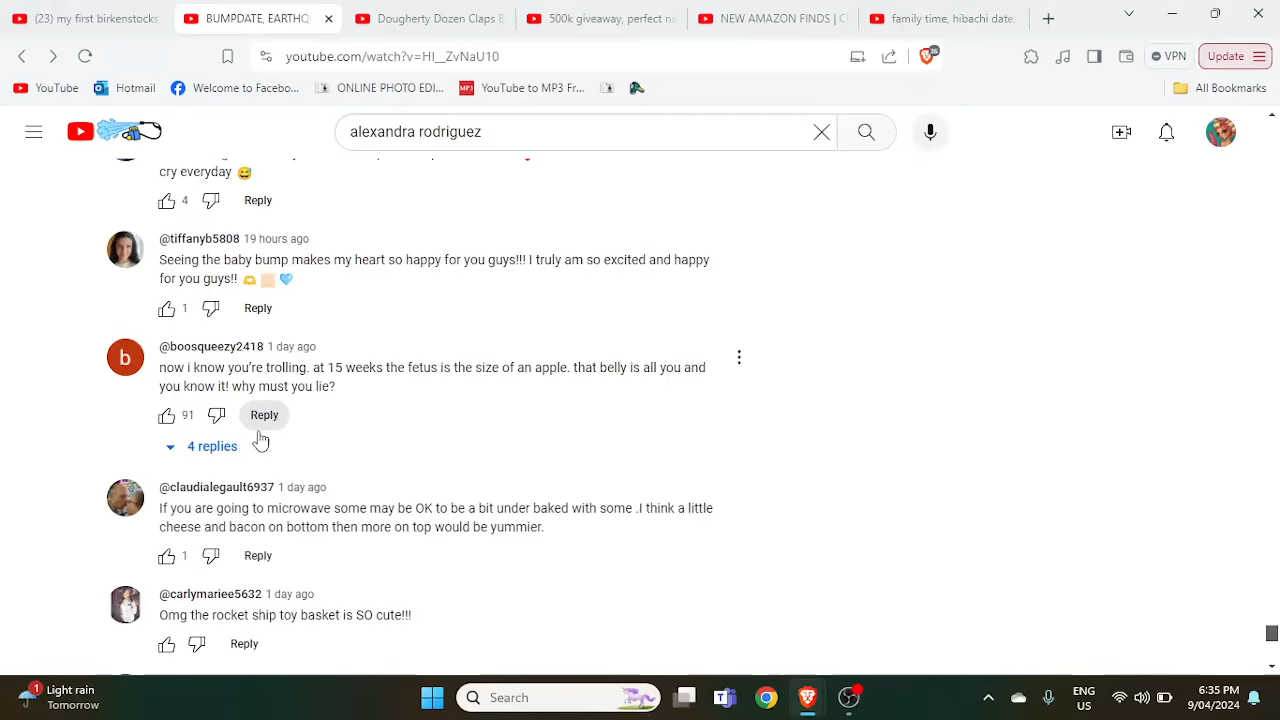 (23) my first birkenstocks,
BUMPDATE, EARTHQ
Dougherty Dozen Claps B
500k giveaway, perfect ni
NEW AMAZON FINDS | C
family time, hibachi date,
youtube.com/watch?v=HI__ZvNaU10
VPN
Update
YouTube
Hotmail
Welcome to Facebo...
ONLINE PHOTO EDI...
MP3
YouTube to MP3 Fr...
All Bookmarks
alexandra rodriguez
cry everyday 😅
4 Reply
@tiffanyb5808 19 hours ago
Seeing the baby bump makes my heart so happy for you guys!!! I truly am so excited and happy
for you guys!! 🫶🏻🩵
1 Reply
b
@boosqueezy2418 1 day ago
now i know you're trolling. at 15 weeks the fetus is the size of an apple. that belly is all you and
you know it! why must you lie?
91 Reply
4 replies
@claudialegault6937 1 day ago
If you are going to microwave some may be OK to be a bit under baked with some .I think a little
cheese and bacon on bottom then more on top would be yummier.
1 Reply
@carlymariee5632 1 day ago
Omg the rocket ship toy basket is SO cute!!!
Reply
1
Light rain
Tomorrow
Search
ENG
US
6:35 PM